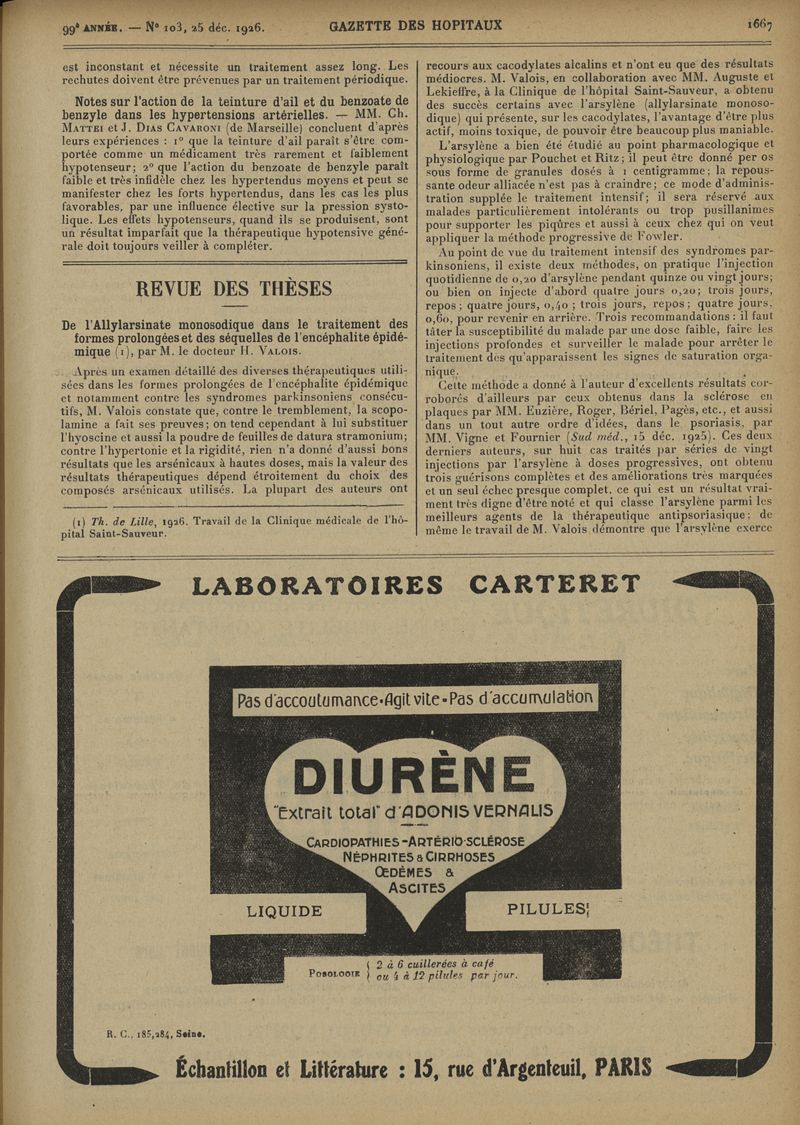 99e ANNÉE. — No 103, 25 déc. 1926. GAZETTE DES HOPITAUX 1667
est inconstant et nécessite un traitement assez long. Les
rechutes doivent être prévenues par un traitement périodique.
Notes sur l'action de la teinture d'ail et du benzoate de
benzyle dans les hypertensions artérielles. — MM. Ch.
MATTEI et J. DIAS CAVARONI (de Marseille) concluent d'après
leurs expériences : 1o que la teinture d'ail paraît s'être com-
portée comme un médicament très rarement et faiblement
hypotenseur; 2o que l'action du benzoate de benzyle paraît
faible et très infidèle chez les hypertendus moyens et peut se
manifester chez les forts hypertendus, dans les cas les plus
favorables, par une influence élective sur la pression systo-
lique. Les effets hypotenseurs, quand ils se produisent, sont
un résultat imparfait que la thérapeutique hypotensive géné-
rale doit toujours veiller à compléter.
REVUE DES THÈSES
De l'Allylarsinate monosodique dans le traitement des
formes prolongées et des séquelles de l'encéphalite épidé-
mique (1), par M. le docteur H. VALOIS.
Après un examen détaillé des diverses thérapeutiques utili-
sées dans les formes prolongées de l'encéphalite épidémique
et notamment contre les syndromes parkinsoniens consécu-
tifs, M. Valois constate que, contre le tremblement, la scopo-
lamine a fait ses preuves; on tend cependant à lui substituer
l'hyoscine et aussi la poudre de feuilles de datura stramonium;
contre l'hypertonie et la rigidité, rien n'a donné d'aussi bons
résultats que les arsénicaux à hautes doses, mais la valeur des
résultats thérapeutiques dépend étroitement du choix des
composés arsénicaux utilisés. La plupart des auteurs ont
(1) Th. de Lille, 1926. Travail de la Clinique médicale de l'hô-
pital Saint-Sauveur.
recours aux cacodylates alcalins et n'ont eu que des résultats
médiocres. M. Valois, en collaboration avec MM. Auguste et
Lekieffre, à la Clinique de l'hôpital Saint-Sauveur, a obtenu
des succès certains avec l'arsylène (allylarsinate monoso-
dique) qui présente, sur les cacodylates, l'avantage d'être plus
actif, moins toxique, de pouvoir être beaucoup plus maniable.
L'arsylène a bien été étudié au point pharmacologique et
physiologique par Pouchet et Ritz; il peut être donné per os
sous forme de granules dosés à 1 centigramme; la repous-
sante odeur alliacée n'est pas à craindre; ce mode d'adminis-
tration supplée le traitement intensif; il sera réservé aux
malades particulièrement intolérants ou trop pusillanimes
pour supporter les piqûres et aussi à ceux chez qui on veut
appliquer la méthode progressive de Fowler.
Au point de vue du traitement intensif des syndromes par-
kinsoniens, il existe deux méthodes, on pratique l'injection
quotidienne de 0,20 d'arsylène pendant quinze ou vingt jours;
ou bien on injecte d'abord quatre jours 0,20; trois jours,
repos; quatre jours, 0,40; trois jours, repos; quatre jours,
0,60, pour revenir en arrière. Trois recommandations : il faut
tâter la susceptibilité du malade par une dose faible, faire les
injections profondes et surveiller le malade pour arrêter le
traitement dès qu'apparaissent les signes de saturation orga-
nique.
Cette méthode a donné à l'auteur d'excellents résultats cor-
roborés d'ailleurs par ceux obtenus dans la sclérose en
plaques par MM. Euzière, Roger, Bériel, Pagès, etc., et aussi
dans un tout autre ordre d'idées, dans le psoriasis, par
MM. Vigne et Fournier (Sud méd., 15 déc. 1925). Ces deux
derniers auteurs, sur huit cas traités par séries de vingt
injections par l'arsylène à doses progressives, ont obtenu
trois guérisons complètes et des améliorations très marquées
et un seul échec presque complet, ce qui est un résultat vrai-
ment très digne d'être noté et qui classe l'arsylène parmi les
meilleurs agents de la thérapeutique antipsoriasique; de
même le travail de M. Valois démontre que l'arsylène exerce
LABORATOIRES CARTERET
Pas d'accoutumance-Agit vite-Pas d'accumulation
DIURÈNE
"Extrait total" d'ADONIS VERNALIS
CARDIOPATHIES-ARTÉRIO-SCLÉROSE
NÉPHRITES & CIRRHOSES
ŒDÈMES &
ASCITES
LIQUIDE PILULES
POSOLOGIE { 2 à 6 cuillerées à café
ou 4 à 12 pilules par jour.
R. C., 185,284, Seine.
Échantillon et Littérature : 15, rue d'Argenteuil, PARIS